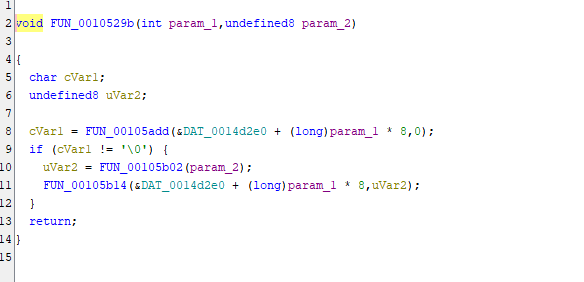 1
2 void FUN_0010529b(int param_1,undefined8 param_2)
3
4 {
5 char cVar1;
6 undefined8 uVar2;
7
8 cVar1 = FUN_00105add(&DAT_0014d2e0 + (long)param_1 * 8,0);
9 if (cVar1 != '\0') {
10 uVar2 = FUN_00105b02(param_2);
11 FUN_00105b14(&DAT_0014d2e0 + (long)param_1 * 8,uVar2);
12 }
13 return;
14 }
15